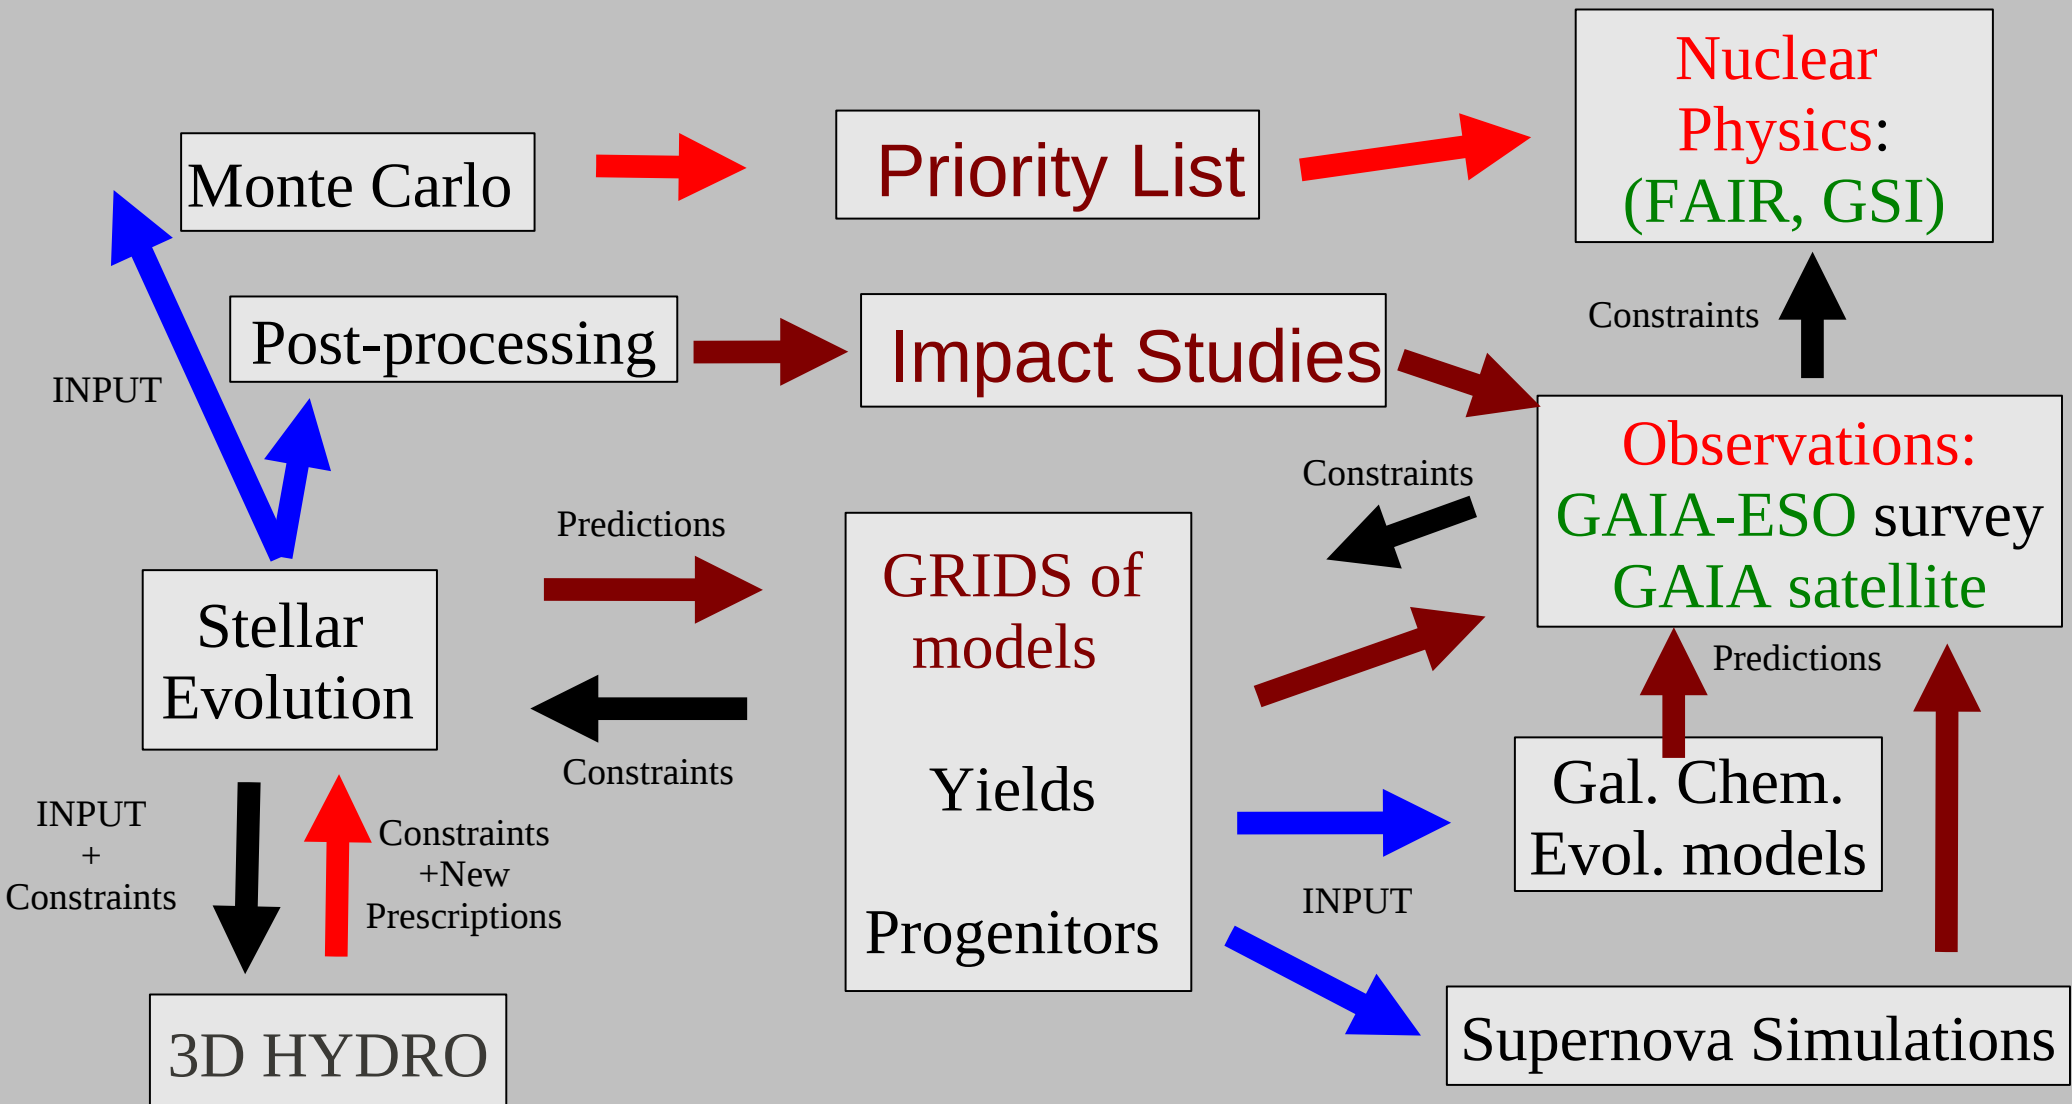 Nuclear
Physics:
(FAIR, GSI)
Monte Carlo
Priority List
Constraints
Post-processing
Impact Studies
INPUT
Observations:
GAIA-ESO survey
GAIA satellite
Constraints
Predictions
GRIDS of
models
Yields
Progenitors
Stellar
Evolution
Constraints
Predictions
Gal. Chem.
Evol. models
INPUT
+
Constraints
Constraints
+New
Prescriptions
INPUT
3D HYDRO
Supernova Simulations